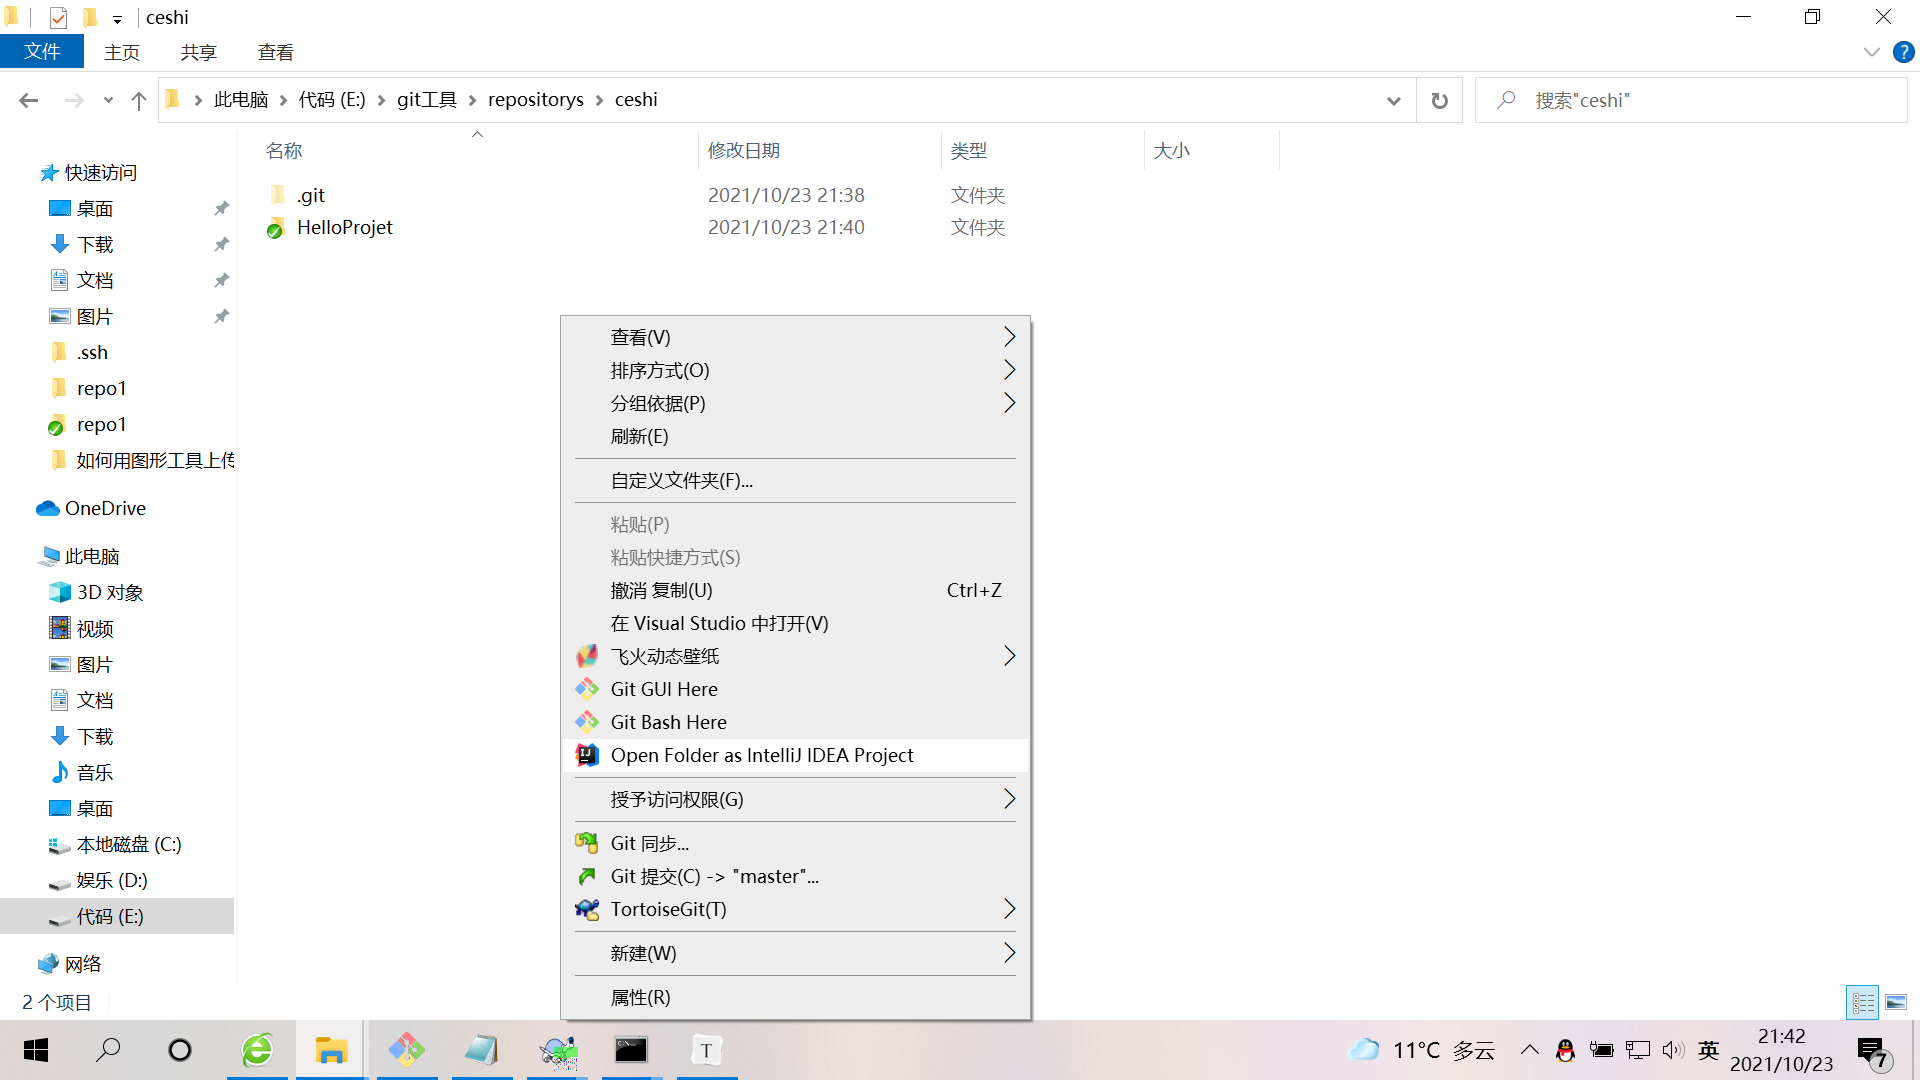 ceshi
文件 主页 共享 查看
此电脑 代码 (E:) git工具 repositorys ceshi
搜索"ceshi"
名称 修改日期 类型 大小
.git 2021/10/23 21:38 文件夹
HelloProjet 2021/10/23 21:40 文件夹
快速访问
桌面
下载
文档
图片
.ssh
repo1
repo1
如何用图形工具上传
OneDrive
此电脑
3D 对象
视频
图片
文档
下载
音乐
桌面
本地磁盘 (C:)
娱乐 (D:)
代码 (E:)
网络
2 个项目
查看(V)
排序方式(O)
分组依据(P)
刷新(E)
自定义文件夹(F)...
粘贴(P)
粘贴快捷方式(S)
撤消 复制(U) Ctrl+Z
在 Visual Studio 中打开(V)
飞火动态壁纸
Git GUI Here
Git Bash Here
Open Folder as IntelliJ IDEA Project
授予访问权限(G)
Git 同步...
Git 提交(C) -> "master"...
TortoiseGit(T)
新建(W)
属性(R)
T
11°C 多云
英
21:42
2021/10/23
7